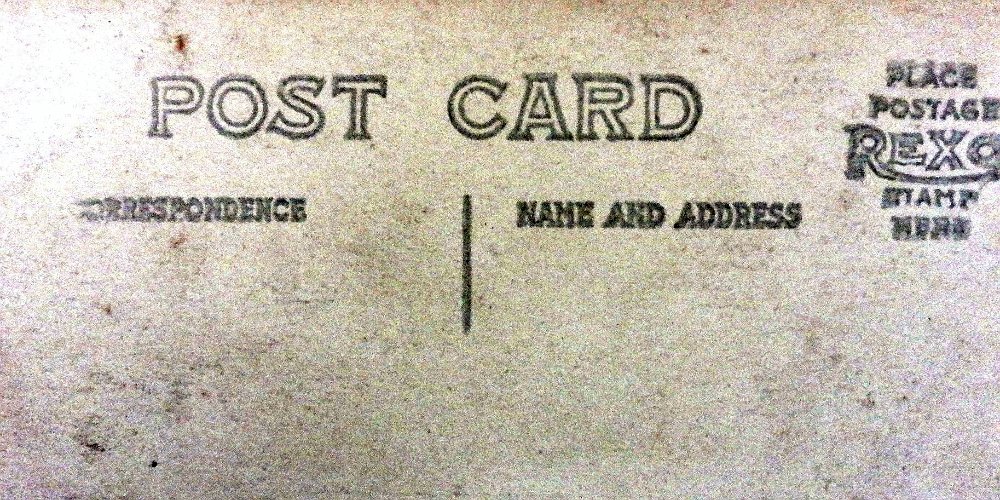 POST CARD
PLACE
POSTAGE
REXO
STAMP
HERE
CORRESPONDENCE
NAME AND ADDRESS